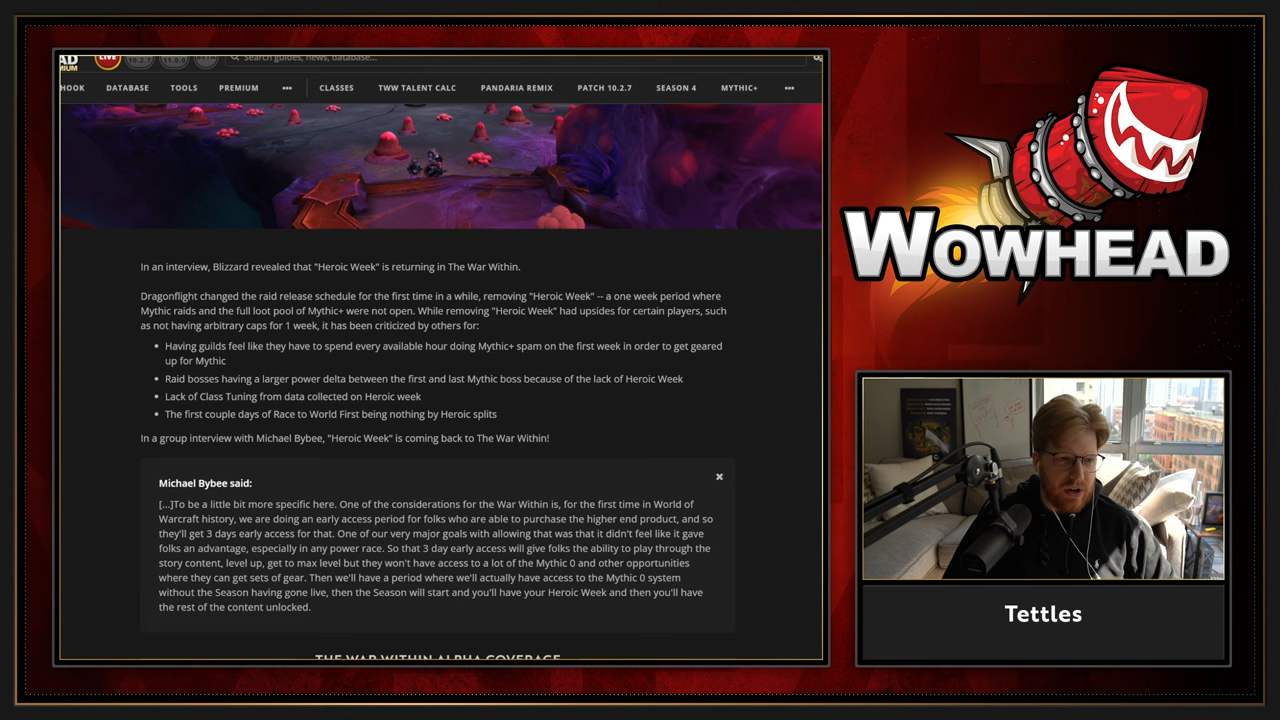 LIVE
10.2.7
11.0.0
BETA
Search guides, news, database...
HOOK DATABASE TOOLS PREMIUM ••• CLASSES TWW TALENT CALC PANDARIA REMIX PATCH 10.2.7 SEASON 4 MYTHIC+ •••
In an interview, Blizzard revealed that "Heroic Week" is returning in The War Within.
Dragonflight changed the raid release schedule for the first time in a while, removing "Heroic Week" -- a one week period where
Mythic raids and the full loot pool of Mythic+ were not open. While removing "Heroic Week" had upsides for certain players, such
as not having arbitrary caps for 1 week, it has been criticized by others for:
• Having guilds feel like they have to spend every available hour doing Mythic+ spam on the first week in order to get geared
up for Mythic
• Raid bosses having a larger power delta between the first and last Mythic boss because of the lack of Heroic Week
• Lack of Class Tuning from data collected on Heroic week
• The first couple days of Race to World First being nothing by Heroic splits
In a group interview with Michael Bybee, "Heroic Week" is coming back to The War Within!
Michael Bybee said:
[...]To be a little bit more specific here. One of the considerations for the War Within is, for the first time in World of
Warcraft history, we are doing an early access period for folks who are able to purchase the higher end product, and so
they'll get 3 days early access for that. One of our very major goals with allowing that was that it didn't feel like it gave
folks an advantage, especially in any power race. So that 3 day early access will give folks the ability to play through the
story content, level up, get to max level but they won't have access to a lot of the Mythic 0 and other opportunities
where they can get sets of gear. Then we'll have a period where we'll actually have access to the Mythic 0 system
without the Season having gone live, then the Season will start and you'll have your Heroic Week and then you'll have
the rest of the content unlocked.
THE WAR WITHIN ALPHA COVERAGE
WOWHEAD
Tettles